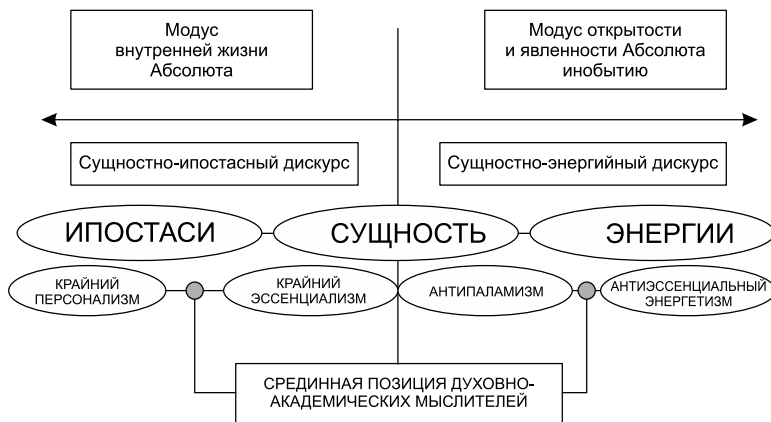 Модус
внутренней жизни
Абсолюта
Модус открытости
и явленности Абсолюта
инобытию
Сущностно-ипостасный дискурс
Сущностно-энергийный дискурс
ИПОСТАСИ
СУЩНОСТЬ
ЭНЕРГИИ
КРАЙНИЙ
ПЕРСОНАЛИЗМ
КРАЙНИЙ
ЭССЕНЦИАЛИЗМ
АНТИПАЛАМИЗМ
АНТИЭССЕНЦИАЛЬНЫЙ
ЭНЕРГЕТИЗМ
СРЕДИННАЯ ПОЗИЦИЯ ДУХОВНО-
АКАДЕМИЧЕСКИХ МЫСЛИТЕЛЕЙ